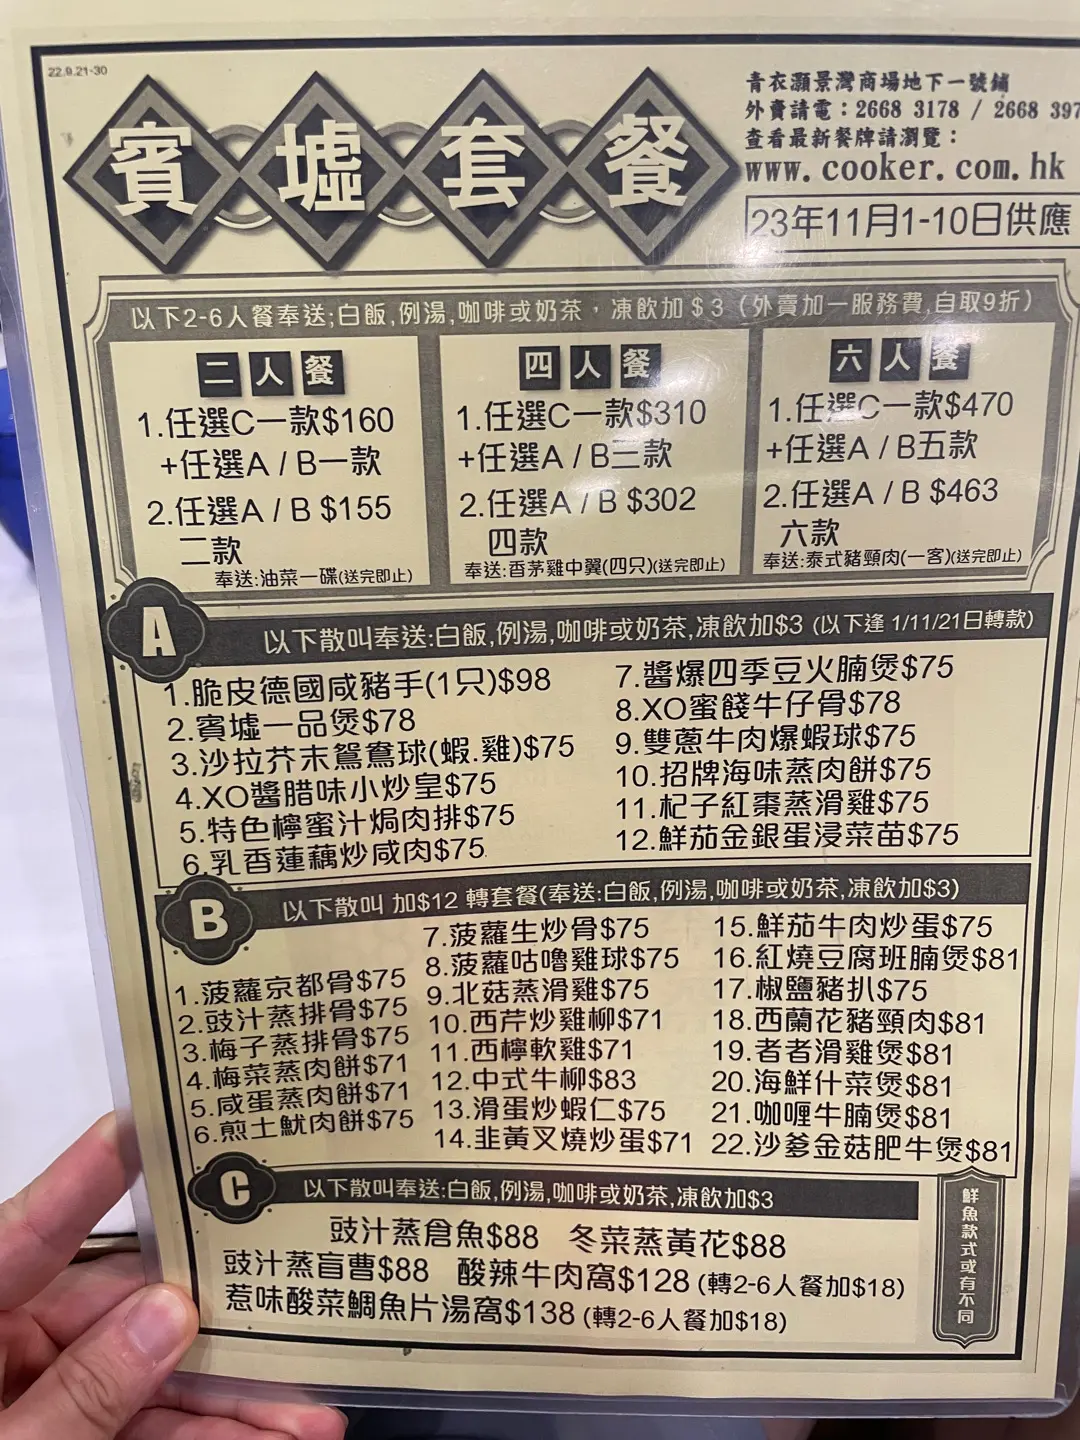 22.9.21-30
賓墟套餐
青衣灝景灣商場地下一號鋪
外賣請電：2668 3178 / 2668 397
查看最新餐牌請瀏覽：
www.cooker.com.hk
23年11月1-10日供應
以下2-6人餐奉送;白飯,例湯,咖啡或奶茶，凍飲加$3（外賣加一服務費,自取9折）
二人餐
1.任選C一款$160
+任選A / B一款
2.任選A / B $155
二款
奉送:油菜一碟(送完即止)
四人餐
1.任選C一款$310
+任選A / B三款
2.任選A / B $302
四款
奉送:香茅雞中翼(四只)(送完即止)
六人餐
1.任選C一款$470
+任選A / B五款
2.任選A / B $463
六款
奉送:泰式豬頸肉(一客)(送完即止)
A
以下散叫奉送:白飯,例湯,咖啡或奶茶,凍飲加$3 (以下逢 1/11/21日轉款)
1.脆皮德國咸豬手(1只)$98
2.賓墟一品煲$78
3.沙拉芥末鴛鴦球(蝦.雞)$75
4.XO醬腊味小炒皇$75
5.特色檸蜜汁焗肉排$75
6.乳香蓮藕炒咸肉$75
7.醬爆四季豆火腩煲$75
8.XO蜜餞牛仔骨$78
9.雙蔥牛肉爆蝦球$75
10.招牌海味蒸肉餅$75
11.杞子紅棗蒸滑雞$75
12.鮮茄金銀蛋浸菜苗$75
B
以下散叫 加$12 轉套餐(奉送:白飯,例湯,咖啡或奶茶,凍飲加$3)
1.菠蘿京都骨$75
2.豉汁蒸排骨$75
3.梅子蒸排骨$75
4.梅菜蒸肉餅$71
5.咸蛋蒸肉餅$71
6.煎土魷肉餅$75
7.菠蘿生炒骨$75
8.菠蘿咕嚕雞球$75
9.北菇蒸滑雞$75
10.西芹炒雞柳$71
11.西檸軟雞$71
12.中式牛柳$83
13.滑蛋炒蝦仁$75
14.韭黃叉燒炒蛋$71
15.鮮茄牛肉炒蛋$75
16.紅燒豆腐班腩煲$81
17.椒鹽豬扒$75
18.西蘭花豬頸肉$81
19.者者滑雞煲$81
20.海鮮什菜煲$81
21.咖喱牛腩煲$81
22.沙爹金菇肥牛煲$81
C
以下散叫奉送:白飯,例湯,咖啡或奶茶,凍飲加$3
豉汁蒸倉魚$88 冬菜蒸黃花$88
豉汁蒸盲曹$88 酸辣牛肉窩$128 (轉2-6人餐加$18)
惹味酸菜鯛魚片湯窩$138 (轉2-6人餐加$18)
鮮魚款式或有不同